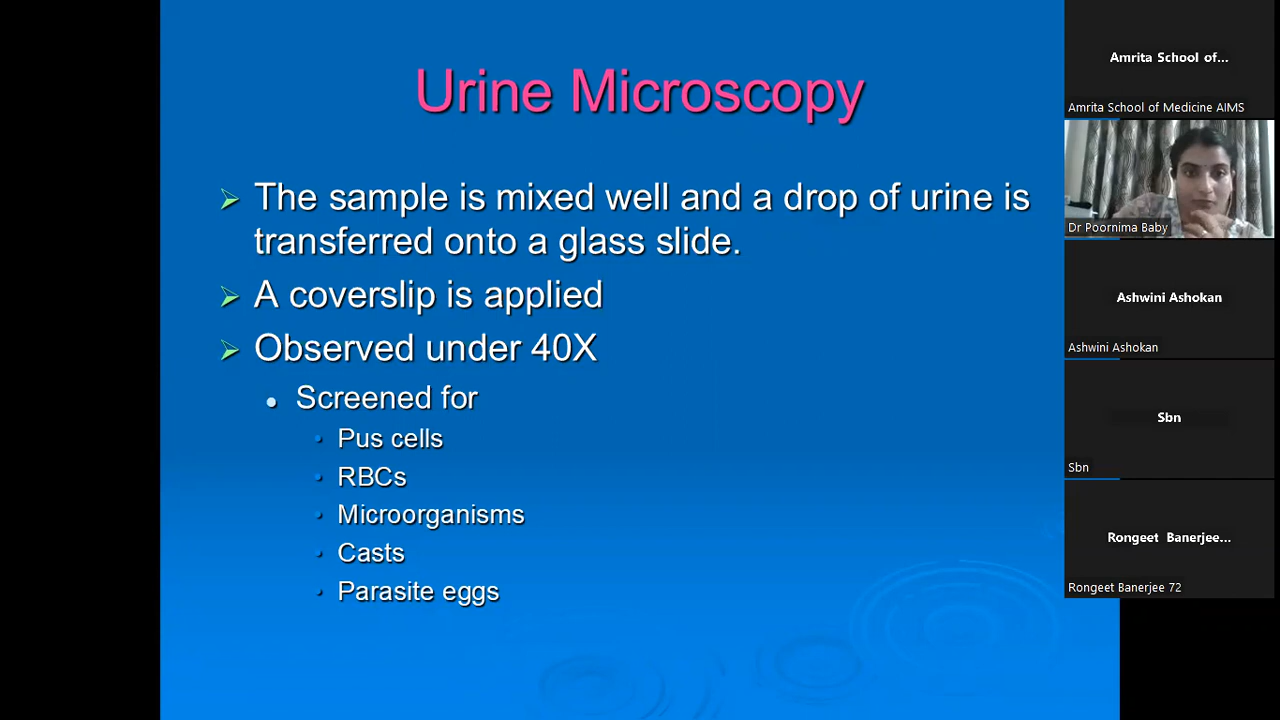 Urine Microscopy
The sample is mixed well and a drop of urine is
transferred onto a glass slide.
A coverslip is applied
Observed under 40X
Screened for
Pus cells
RBCs
Microorganisms
Casts
Parasite eggs
Amrita School of...
Amrita School of Medicine AIMS
Dr Poornima Baby
Ashwini Ashokan
Ashwini Ashokan
Sbn
Sbn
Rongeet Banerjee...
Rongeet Banerjee 72